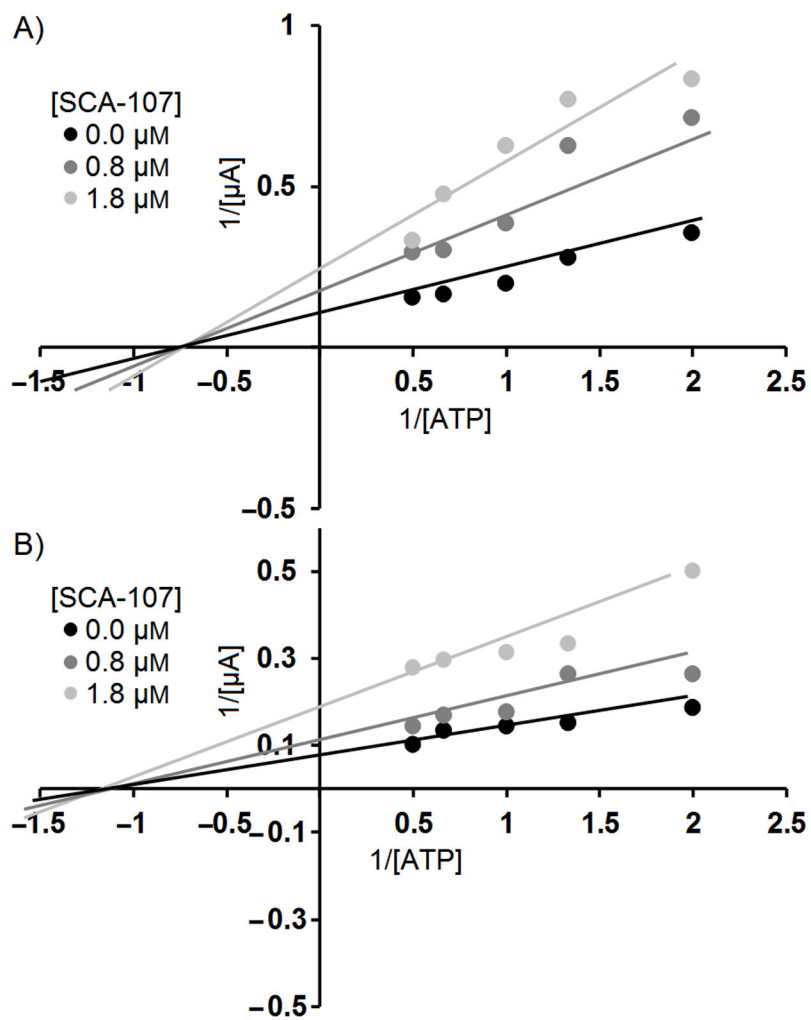 A)
1
[SCA-107]
0.0 µM
0.8 µM
1.8 µM
1/[µA]
0.5
–1.5 –1 –0.5 0.5 1 1.5 2 2.5
1/[ATP]
–0.5
B)
0.5
[SCA-107]
0.0 µM
0.8 µM
1.8 µM
1/[µA]
0.3
0.1
–1.5 –1 –0.5 0.5 1 1.5 2 2.5
–0.1
1/[ATP]
–0.3
–0.5